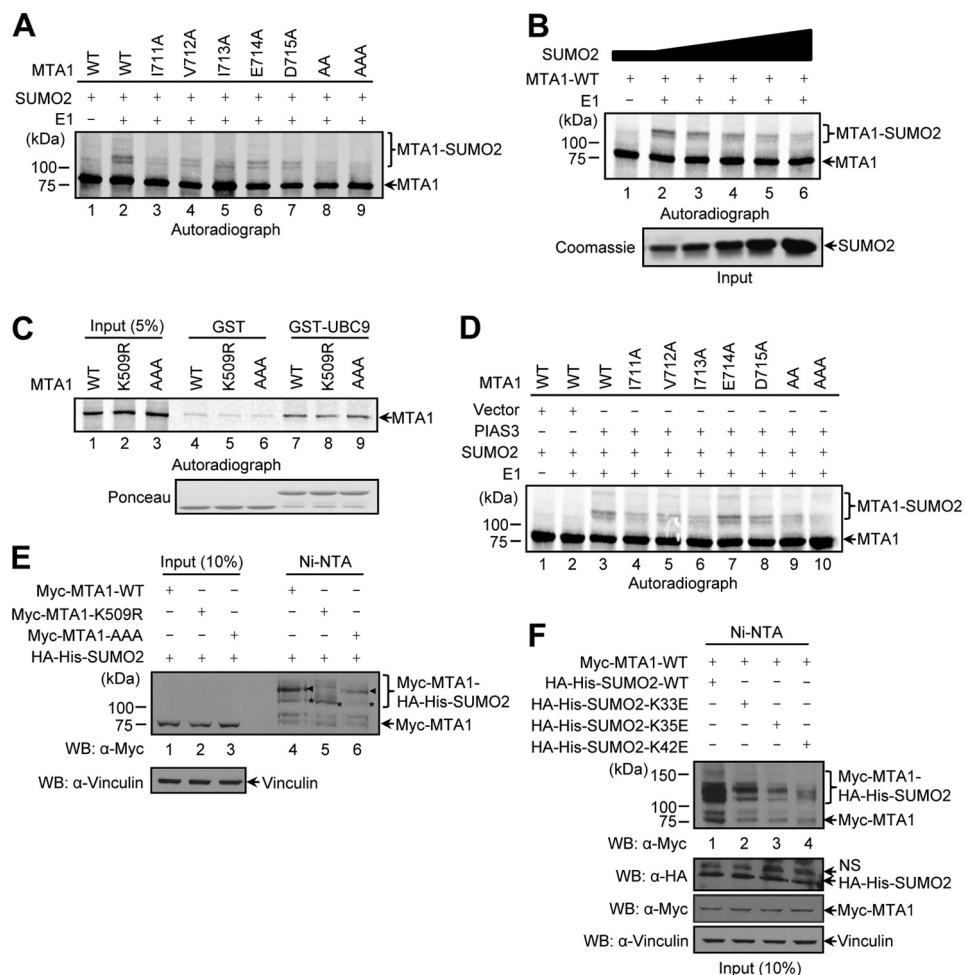 A
MTA1 WT WT I711A V712A I713A E714A D715A AA AAA
SUMO2 + + + + + + + + +
E1 − + + + + + + + +
(kDa)
100
75
MTA1-SUMO2
MTA1
1 2 3 4 5 6 7 8 9
Autoradiograph
B
SUMO2
MTA1-WT + + + + + +
E1 − + + + + +
(kDa)
100
75
MTA1-SUMO2
MTA1
1 2 3 4 5 6
Autoradiograph
Coomassie SUMO2
Input
C
Input (5%) GST GST-UBC9
MTA1 WT K509R AAA WT K509R AAA WT K509R AAA
MTA1
1 2 3 4 5 6 7 8 9
Autoradiograph
Ponceau
D
MTA1 WT WT WT I711A V712A I713A E714A D715A AA AAA
Vector + + − − − − − − − −
PIAS3 − − + + + + + + + +
SUMO2 + + + + + + + + + +
E1 − + + + + + + + + +
(kDa)
100
75
MTA1-SUMO2
MTA1
1 2 3 4 5 6 7 8 9 10
Autoradiograph
E
Input (10%) Ni-NTA
Myc-MTA1-WT + − − + − −
Myc-MTA1-K509R − + − − + −
Myc-MTA1-AAA − − + − − +
HA-His-SUMO2 + + + + + +
(kDa)
100
75
* * *
Myc-MTA1-
HA-His-SUMO2
Myc-MTA1
WB: α-Myc 1 2 3 4 5 6
WB: α-Vinculin Vinculin
F
Ni-NTA
Myc-MTA1-WT + + + +
HA-His-SUMO2-WT + − − −
HA-His-SUMO2-K33E − + − −
HA-His-SUMO2-K35E − − + −
HA-His-SUMO2-K42E − − − +
(kDa)
150
100
75
Myc-MTA1-
HA-His-SUMO2
Myc-MTA1
WB: α-Myc 1 2 3 4
WB: α-HA NS
HA-His-SUMO2
WB: α-Myc Myc-MTA1
WB: α-Vinculin Vinculin
Input (10%)